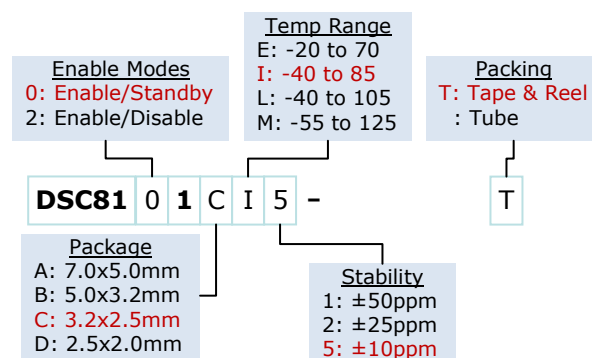 Temp Range
E: -20 to 70
I: -40 to 85
L: -40 to 105
M: -55 to 125
Enable Modes
0: Enable/Standby
2: Enable/Disable
Packing
T: Tape & Reel
: Tube
DSC81 0 1 C I 5 - T
Package
A: 7.0x5.0mm
B: 5.0x3.2mm
C: 3.2x2.5mm
D: 2.5x2.0mm
Stability
1: ±50ppm
2: ±25ppm
5: ±10ppm